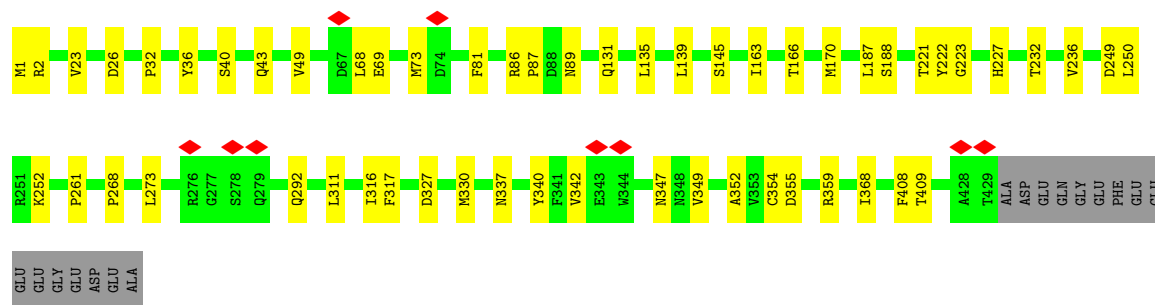 M1 R2 V23 D26 P32 Y36 S40 Q43 V49 D67 L68 E69 M73 D74 F81 R86 P87 D88 N89 Q131 L135 L139 S145 I163 T166 M170 L187 S188 T221 Y222 G223 H227 T232 V236 D249 L250
R251 K252 P261 P268 L273 R276 G277 S278 Q279 Q292 L311 I316 F317 D327 M330 N337 Y340 F341 V342 E343 W344 N347 N348 V349 A352 V353 C354 D355 R359 I368 F408 T409 A428 T429 ALA ASP GLU GLN GLY GLU PHE GLU GLU
GLU GLU GLY GLU ASP GLU ALA